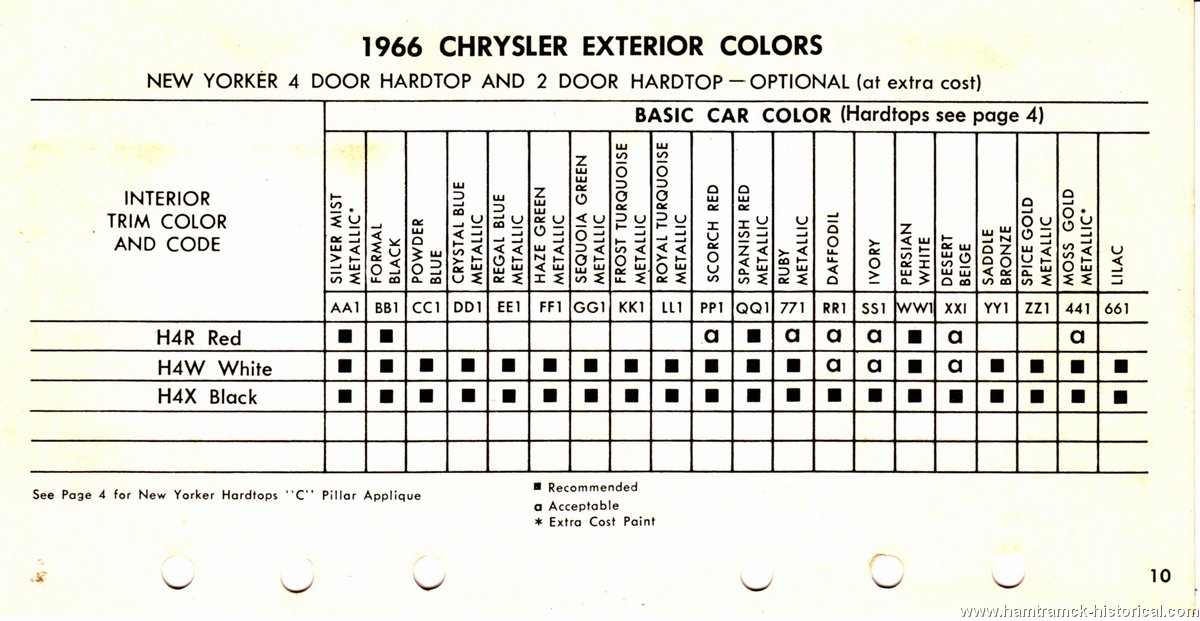 1966 CHRYSLER EXTERIOR COLORS
NEW YORKER 4 DOOR HARDTOP AND 2 DOOR HARDTOP — OPTIONAL (at extra cost)
BASIC CAR COLOR (Hardtops see page 4)
INTERIOR
TRIM COLOR
AND CODE
SILVER MIST
METALLIC*
FORMAL
BLACK
POWDER
BLUE
CRYSTAL BLUE
METALLIC
REGAL BLUE
METALLIC
HAZE GREEN
METALLIC
SEQUOIA GREEN
METALLIC
FROST TURQUOISE
METALLIC
ROYAL TURQUOISE
METALLIC
SCORCH RED
SPANISH RED
METALLIC
RUBY
METALLIC
DAFFODIL
IVORY
PERSIAN
WHITE
DESERT
BEIGE
SADDLE
BRONZE
SPICE GOLD
METALLIC
MOSS GOLD
METALLIC*
LILAC
AA1 BB1 CC1 DD1 EE1 FF1 GG1 KK1 LL1 PP1 QQ1 771 RR1 SS1 WW1 XX1 YY1 ZZ1 441 661
H4R Red ■ ■ a ■ a a a ■ a a
H4W White ■ ■ ■ ■ ■ ■ ■ ■ ■ ■ ■ ■ a a ■ a ■ ■ ■ ■
H4X Black ■ ■ ■ ■ ■ ■ ■ ■ ■ ■ ■ ■ ■ ■ ■ ■ ■ ■ ■ ■
See Page 4 for New Yorker Hardtops "C" Pillar Applique
■ Recommended
a Acceptable
* Extra Cost Paint
10
www.hamtramck-historical.com